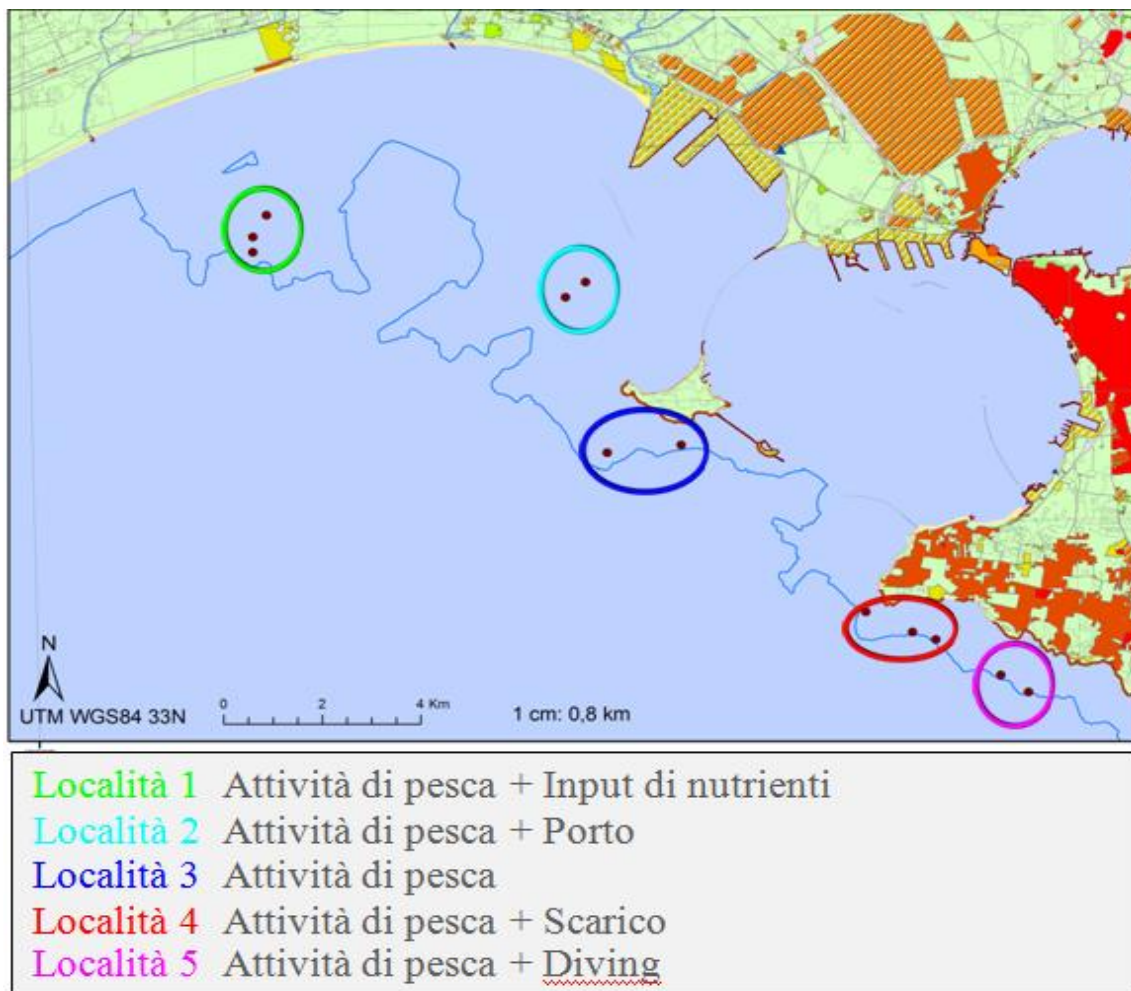 N
UTM WGS84 33N
0 2 4 Km
1 cm: 0,8 km
Località 1 Attività di pesca + Input di nutrienti
Località 2 Attività di pesca + Porto
Località 3 Attività di pesca
Località 4 Attività di pesca + Scarico
Località 5 Attività di pesca + Diving